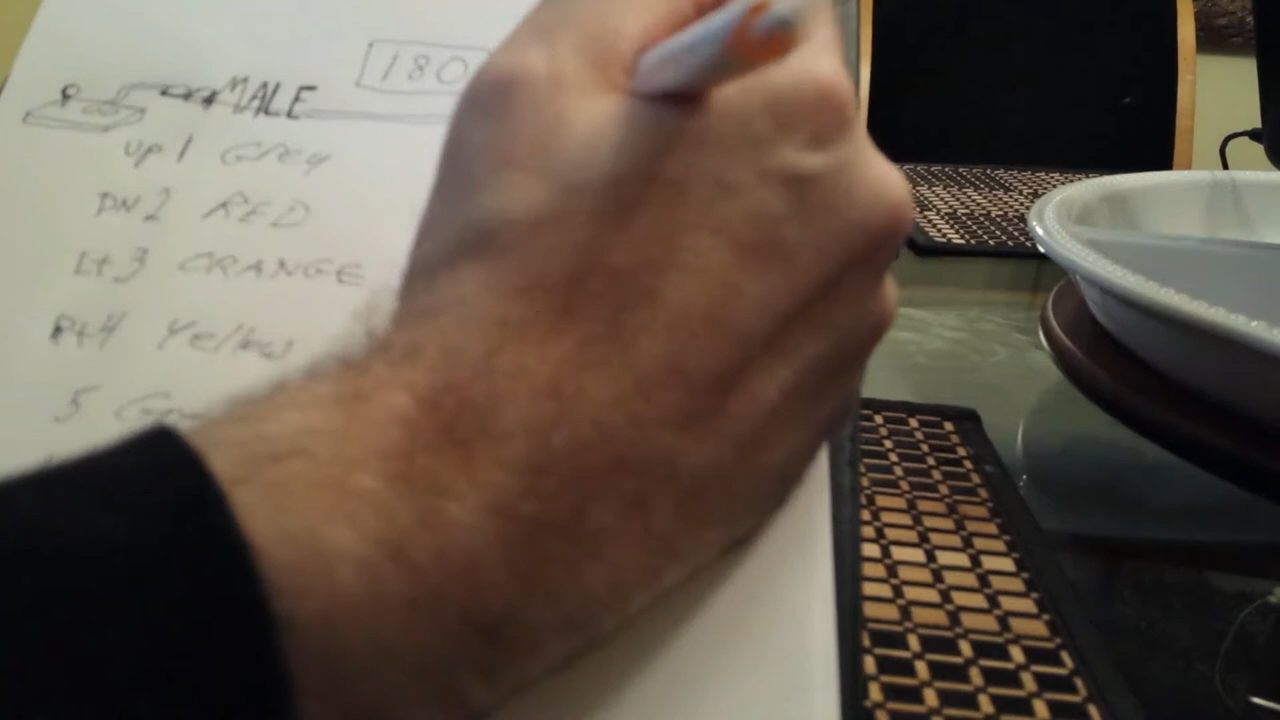 180
MALE
up 1 Grey
DN 2 RED
Lt 3 ORANGE
Rt 4 Yellow
5